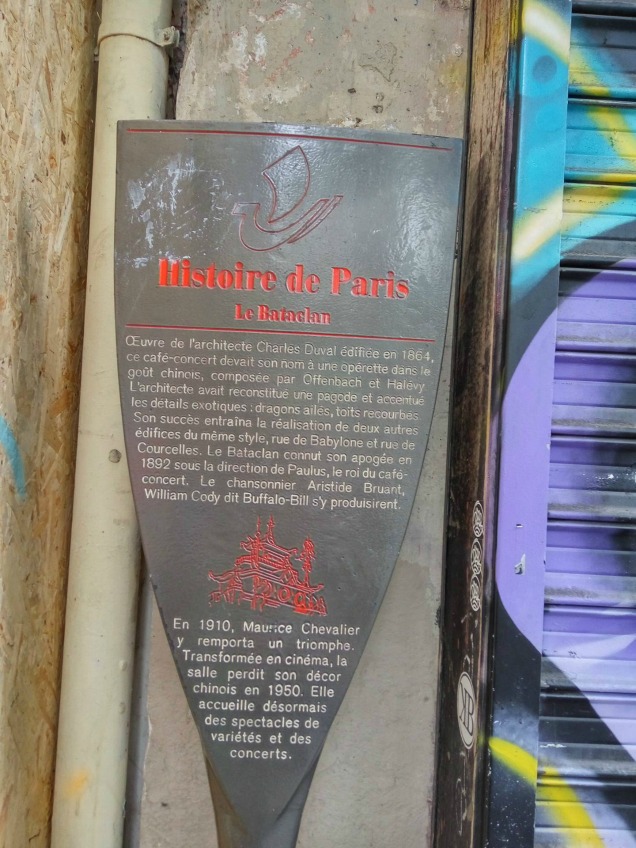 Histoire de Paris
Le Bataclan
Œuvre de l'architecte Charles Duval édifiée en 1864,
ce café-concert devait son nom à une opérette dans le
goût chinois, composée par Offenbach et Halévy
L'architecte avait reconstitué une pagode et accentué
les détails exotiques : dragons ailés, toits recourbés
Son succès entraîna la réalisation de deux autres
édifices du même style, rue de Babylone et rue de
Courcelles. Le Bataclan connut son apogée en
1892 sous la direction de Paulus, le roi du café-
concert. Le chansonnier Aristide Bruant,
William Cody dit Buffalo-Bill s'y produisirent.
En 1910, Maurice Chevalier
y remporta un triomphe.
Transformée en cinéma, la
salle perdit son décor
chinois en 1950. Elle
accueille désormais
des spectacles de
variétés et des
concerts.